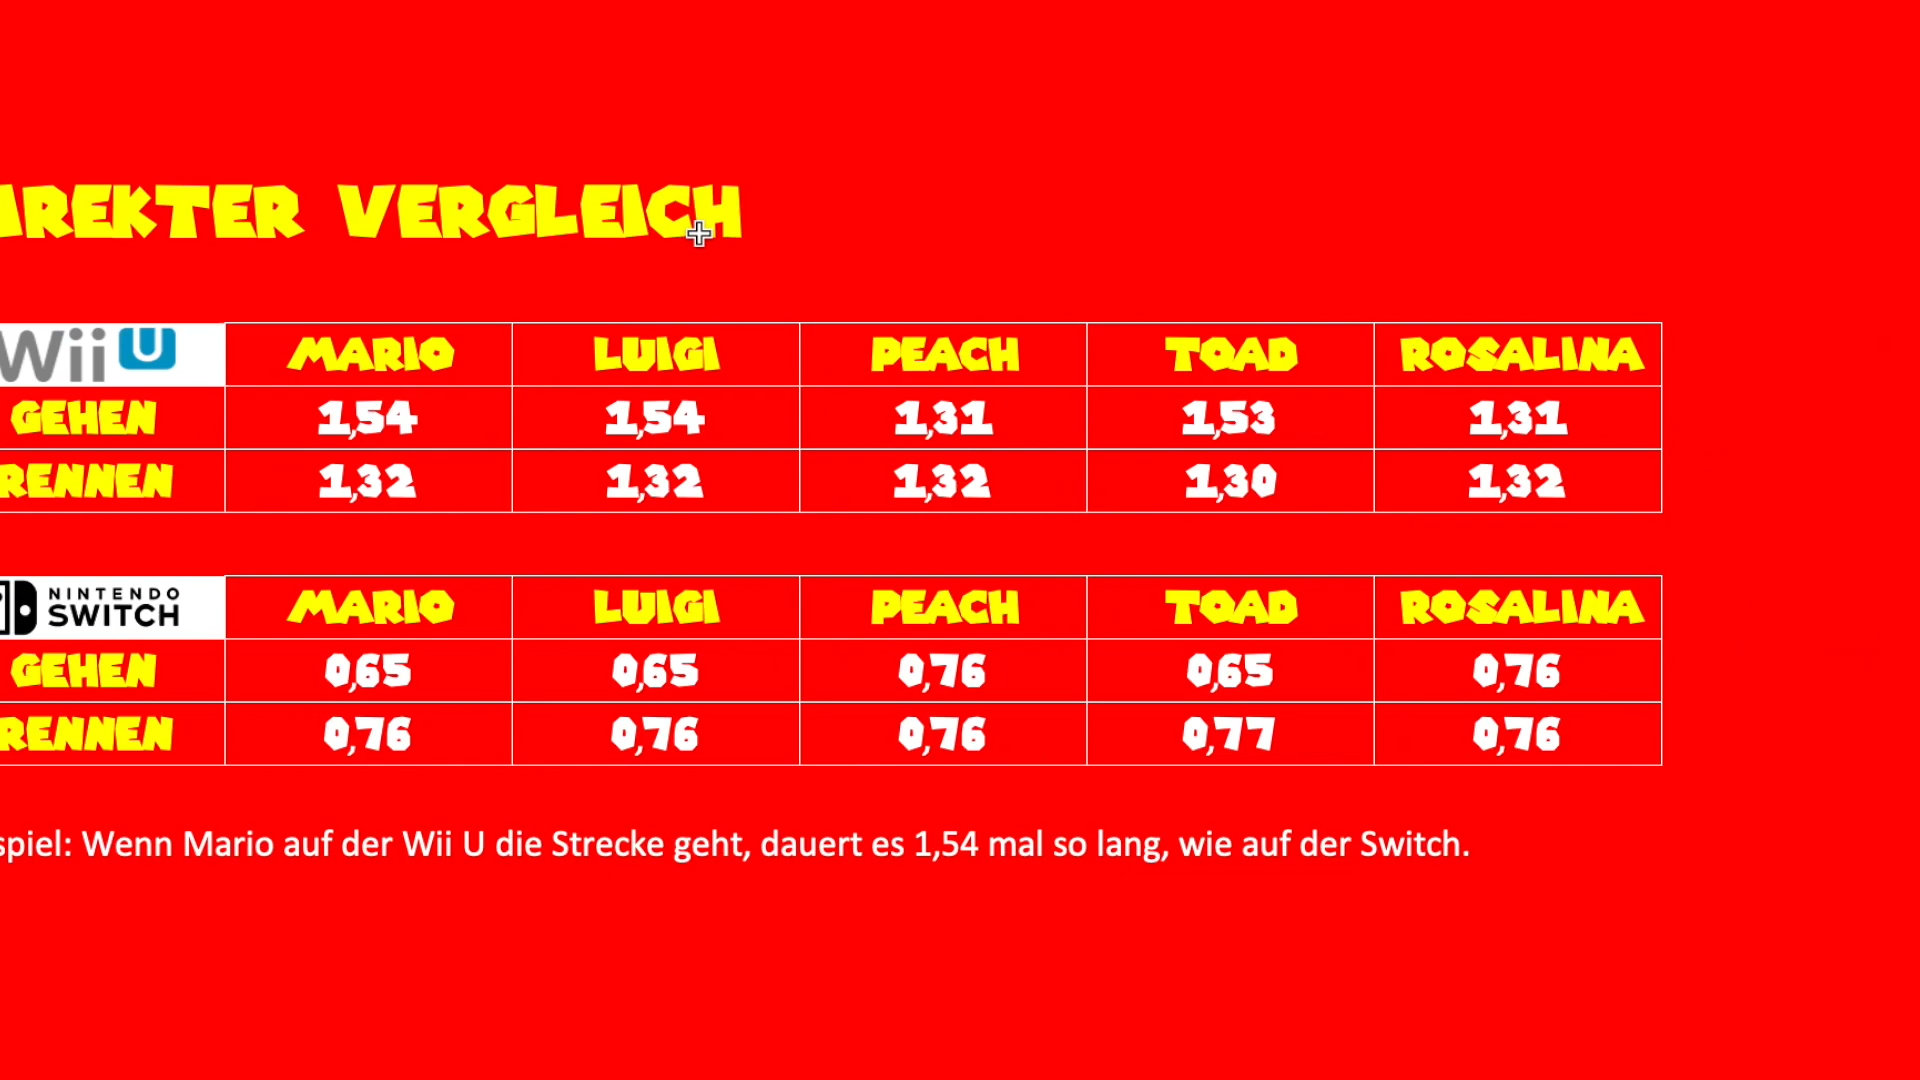 IREKTER VERGLEICH
Wii U MARIO LUIGI PEACH TOAD ROSALINA
GEHEN 1,54 1,54 1,31 1,53 1,31
RENNEN 1,32 1,32 1,32 1,30 1,32
NINTENDO SWITCH MARIO LUIGI PEACH TOAD ROSALINA
GEHEN 0,65 0,65 0,76 0,65 0,76
RENNEN 0,76 0,76 0,76 0,77 0,76
spiel: Wenn Mario auf der Wii U die Strecke geht, dauert es 1,54 mal so lang, wie auf der Switch.